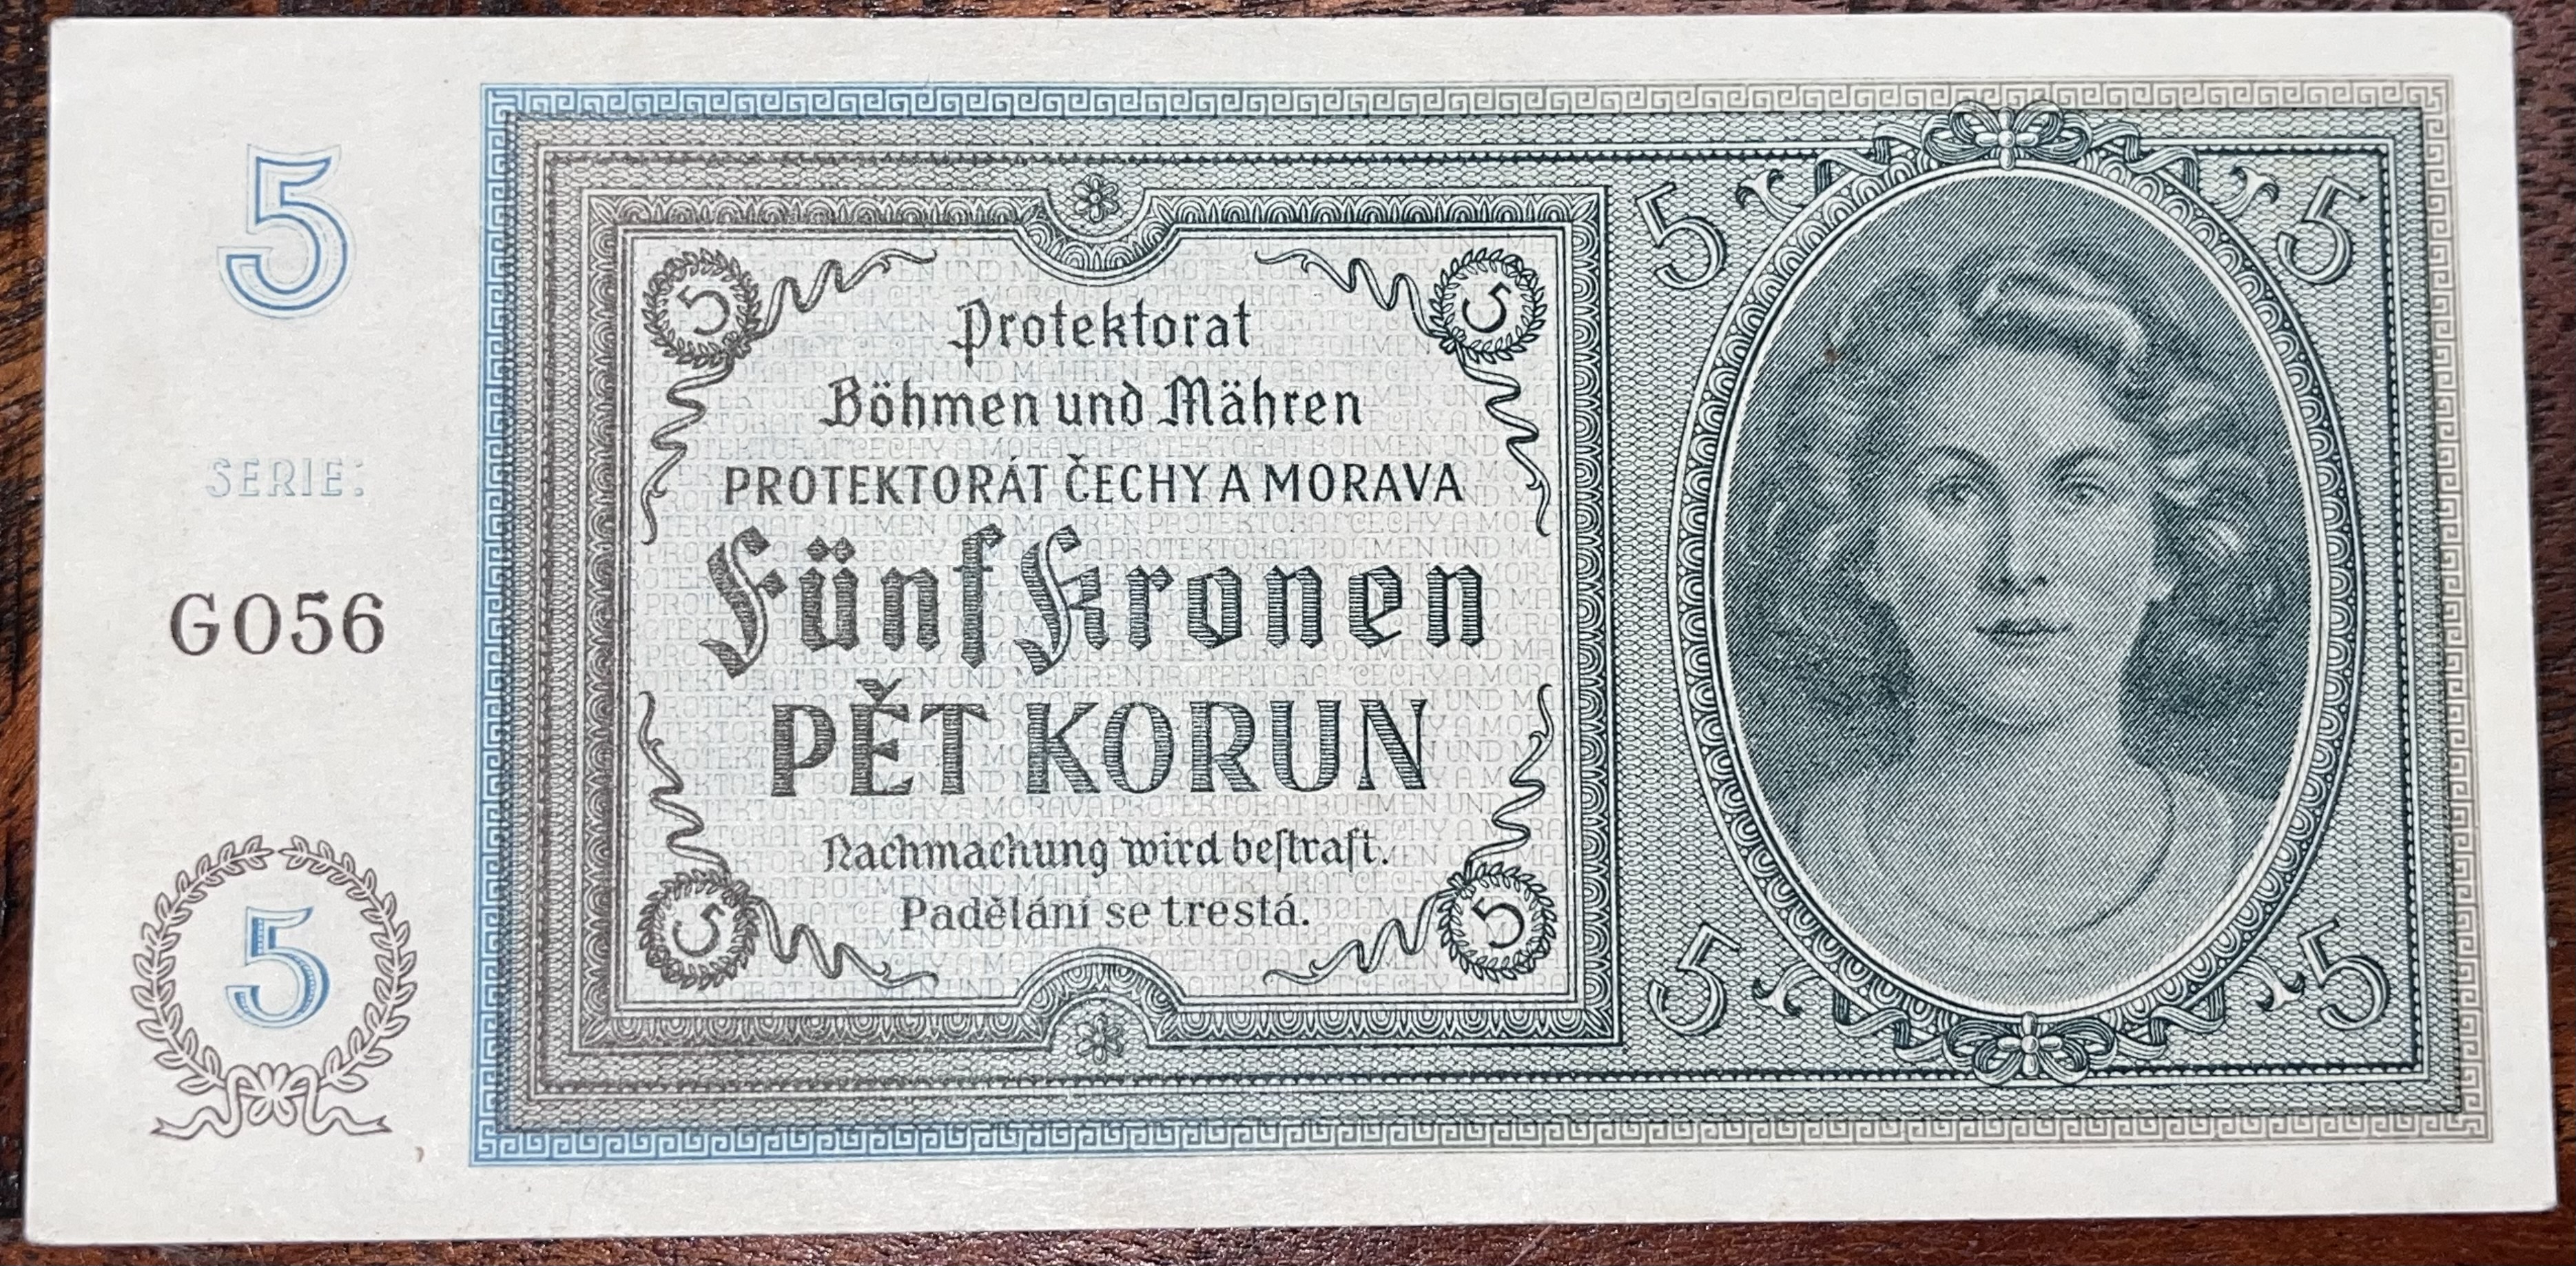 5
SERIE:
G056
5
5 5
Protektorat
Böhmen und Mähren
PROTEKTORÁT ČECHY A MORAVA
Fünf Kronen
PĚT KORUN
Nachmachung wird beſtraft.
Padělání se trestá.
5 5
5 5
5 5